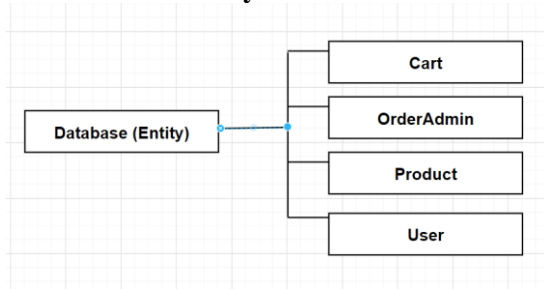 Cart
OrderAdmin
Database (Entity)
Product
User